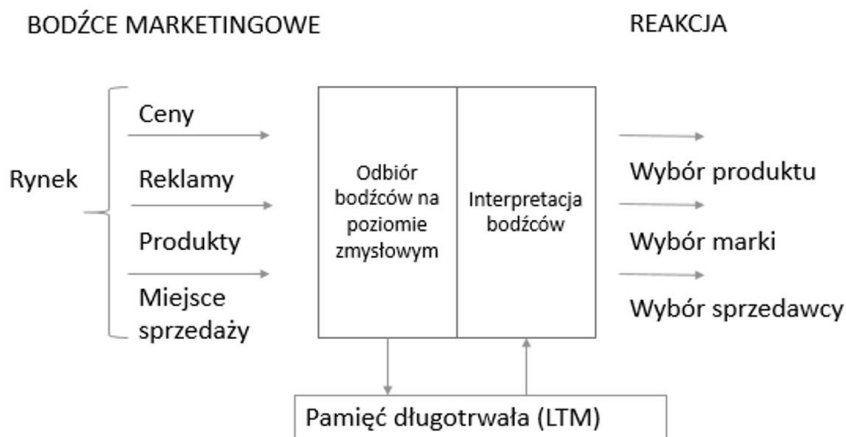 BODŹCE MARKETINGOWE
REAKCJA
Rynek
Ceny
Reklamy
Produkty
Miejsce
sprzedaży
Odbiór
bodźców na
poziomie
zmysłowym
Interpretacja
bodźców
Wybór produktu
Wybór marki
Wybór sprzedawcy
Pamięć długotrwała (LTM)